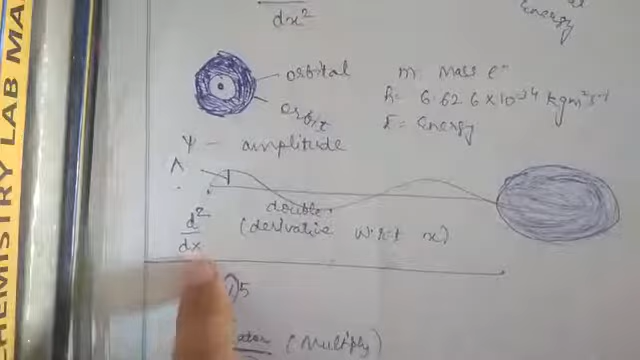 dx²
Energy
orbital
m: Mass e⁻
orbit
h= 6.626 x 10⁻³⁴ kgm²s⁻¹
E= Energy
Ψ - amplitude
λ
double
d²
dx
(derivative w.r.t x)
5
(Multiply)
CHEMISTRY LAB MA